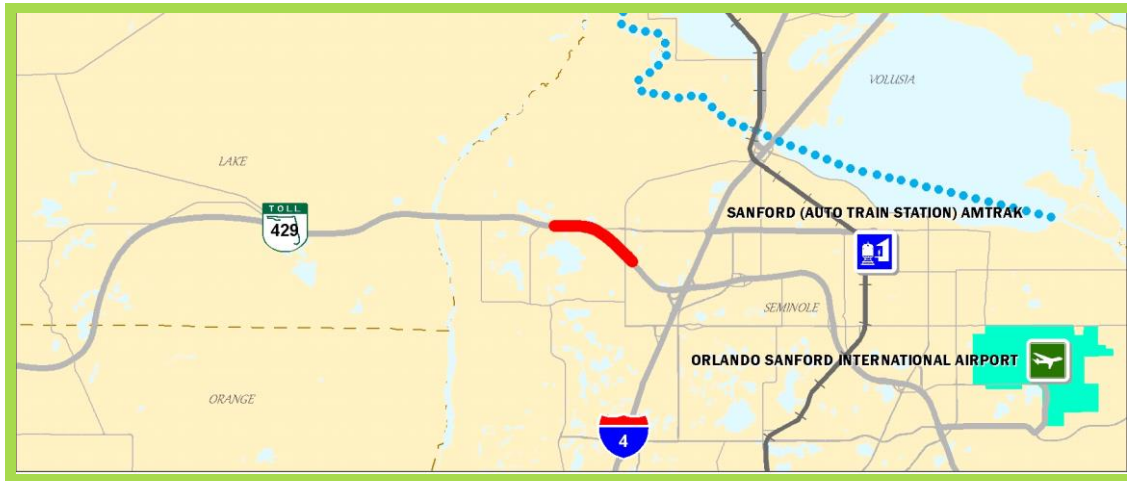 VOLUSIA
LAKE
TOLL
429
SANFORD (AUTO TRAIN STATION) AMTRAK
SEMINOLE
ORLANDO SANFORD INTERNATIONAL AIRPORT
ORANGE
4